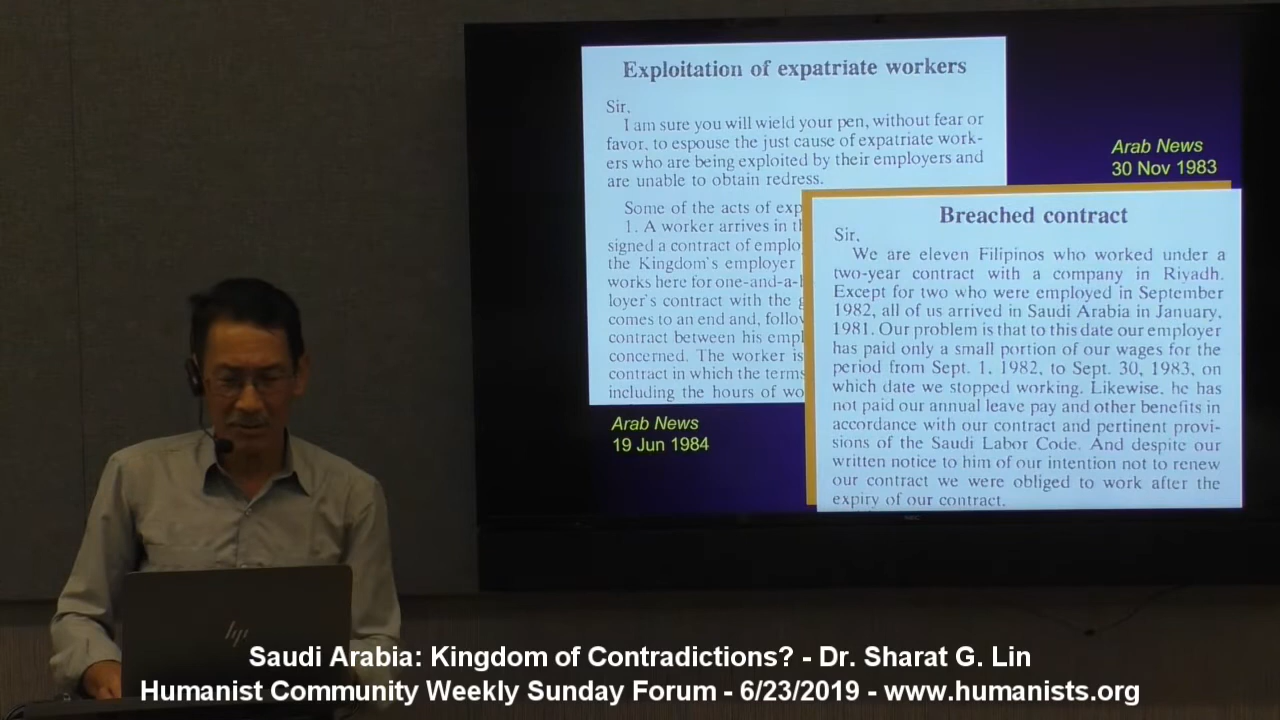 Exploitation of expatriate workers
Sir,
I am sure you will wield your pen, without fear or
favor, to espouse the just cause of expatriate work-
ers who are being exploited by their employers and
are unable to obtain redress.
Some of the acts of exp
1. A worker arrives in th
signed a contract of emplo
the Kingdom's employer
works here for one-and-a-h
loyer's contract with the g
comes to an end and, follow
contract between his empl
concerned. The worker is
contract in which the terms
including the hours of wo
Arab News
19 Jun 1984
Arab News
30 Nov 1983
Breached contract
Sir,
We are eleven Filipinos who worked under a
two-year contract with a company in Riyadh.
Except for two who were employed in September
1982, all of us arrived in Saudi Arabia in January,
1981. Our problem is that to this date our employer
has paid only a small portion of our wages for the
period from Sept. 1, 1982, to Sept. 30, 1983, on
which date we stopped working. Likewise, he has
not paid our annual leave pay and other benefits in
accordance with our contract and pertinent provi-
sions of the Saudi Labor Code. And despite our
written notice to him of our intention not to renew
our contract we were obliged to work after the
expiry of our contract.
NEC
hp
Saudi Arabia: Kingdom of Contradictions? - Dr. Sharat G. Lin
Humanist Community Weekly Sunday Forum - 6/23/2019 - www.humanists.org